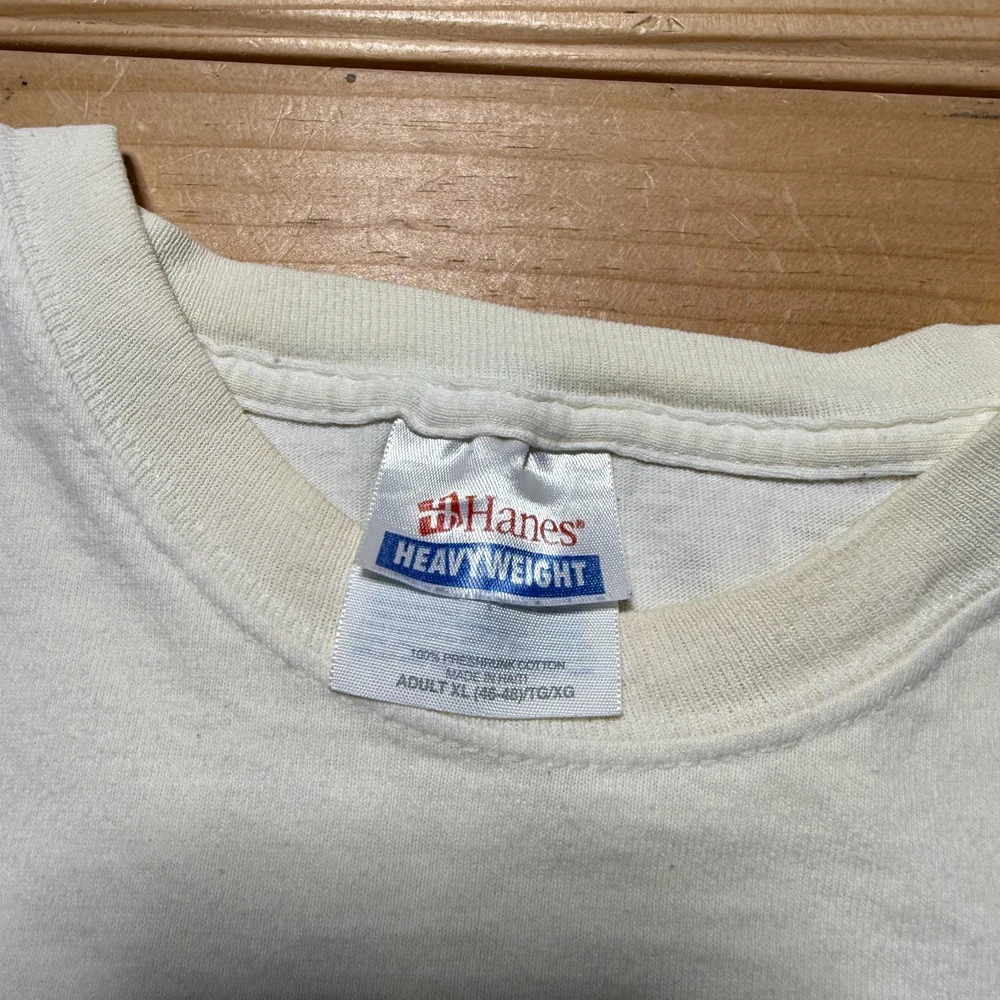 Hanes®
HEAVYWEIGHT
100% PRESHRUNK COTTON
MADE IN HAITI
ADULT XL (46-48)/TG/XG